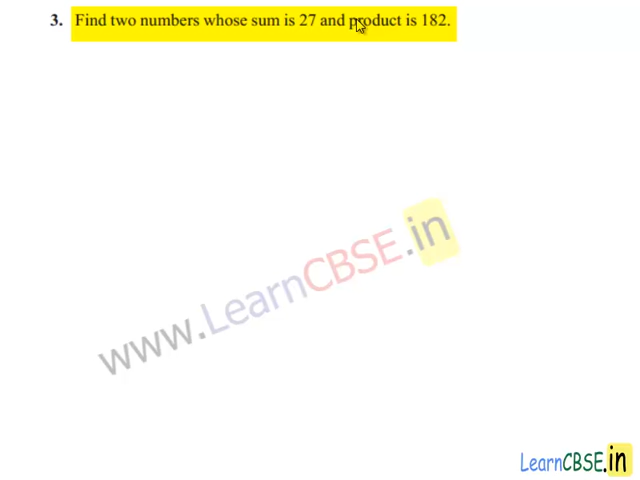 3. Find two numbers whose sum is 27 and product is 182.
www.LearnCBSE.in
LearnCBSE.in